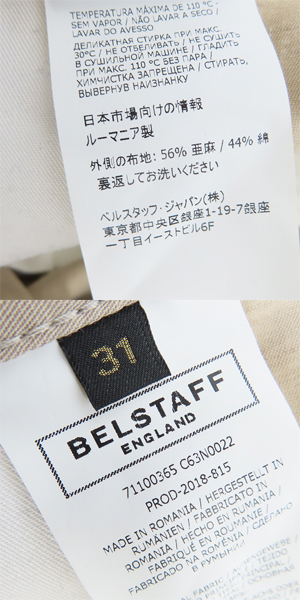 TEMPERATURA MÁXIMA DE 110 ºC -
SEM VAPOR / NÃO LAVAR A SECO /
LAVAR DO AVESSO
ДЕЛИКАТНАЯ СТИРКА ПРИ МАКС.
30ºC / НЕ ОТБЕЛИВАТЬ / НЕ СУШИТЬ
В СУШИЛЬНОЙ МАШИНЕ / ГЛАДИТЬ
ПРИ МАКС. 110 ºC БЕЗ ПАРА /
ХИМЧИСТКА ЗАПРЕЩЕНА / СТИРАТЬ,
ВЫВЕРНУВ НАИЗНАНКУ
日本市場向けの情報
ルーマニア製
外側の布地: 56% 亜麻 / 44% 綿
裏返してお洗いください
ベルスタッフ・ジャパン(株)
東京都中央区銀座1-19-7銀座
一丁目イーストビル6F
31
BELSTAFF
ENGLAND
71100365 C63N0022
PROD-2018-815
MADE IN ROMANIA / HERGESTELLT IN
RUMÄNIEN / FABBRICATO IN
ROMANIA / HECHO EN RUMANIA /
FABRIQUÉ EN ROUMANIE /
FABRICADO NA ROMÉNIA / СДЕЛАНО
В РУМЫНИИ